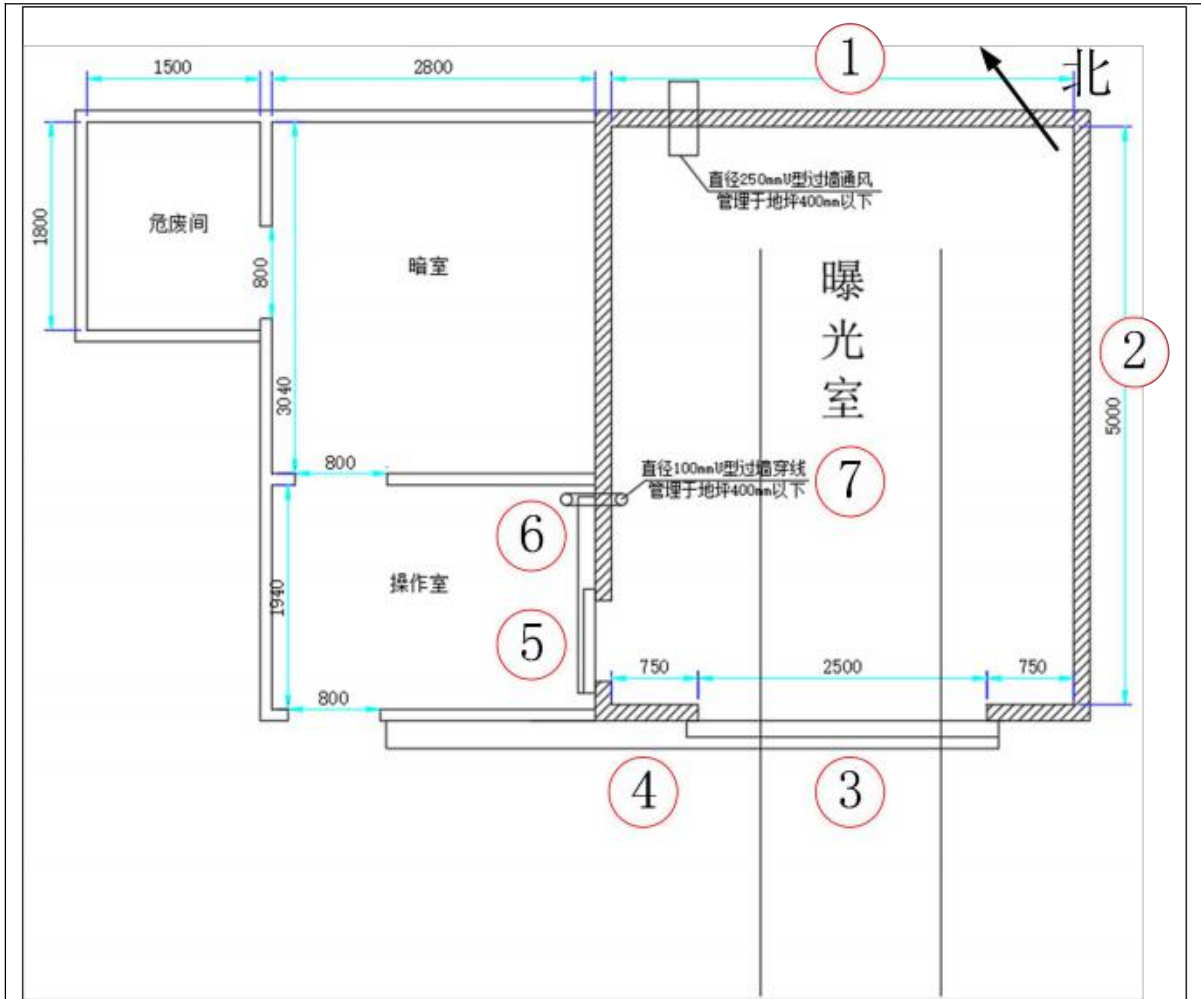 1500
2800
①
北
直径250mmU型过墙通风
管理于地坪400mm以下
1800
危废间
800
暗室
曝光室
②
5000
3040
800
直径100mmU型过墙穿线
管理于地坪400mm以下
⑦
⑥
操作室
1940
⑤
750
2500
750
800
④
③